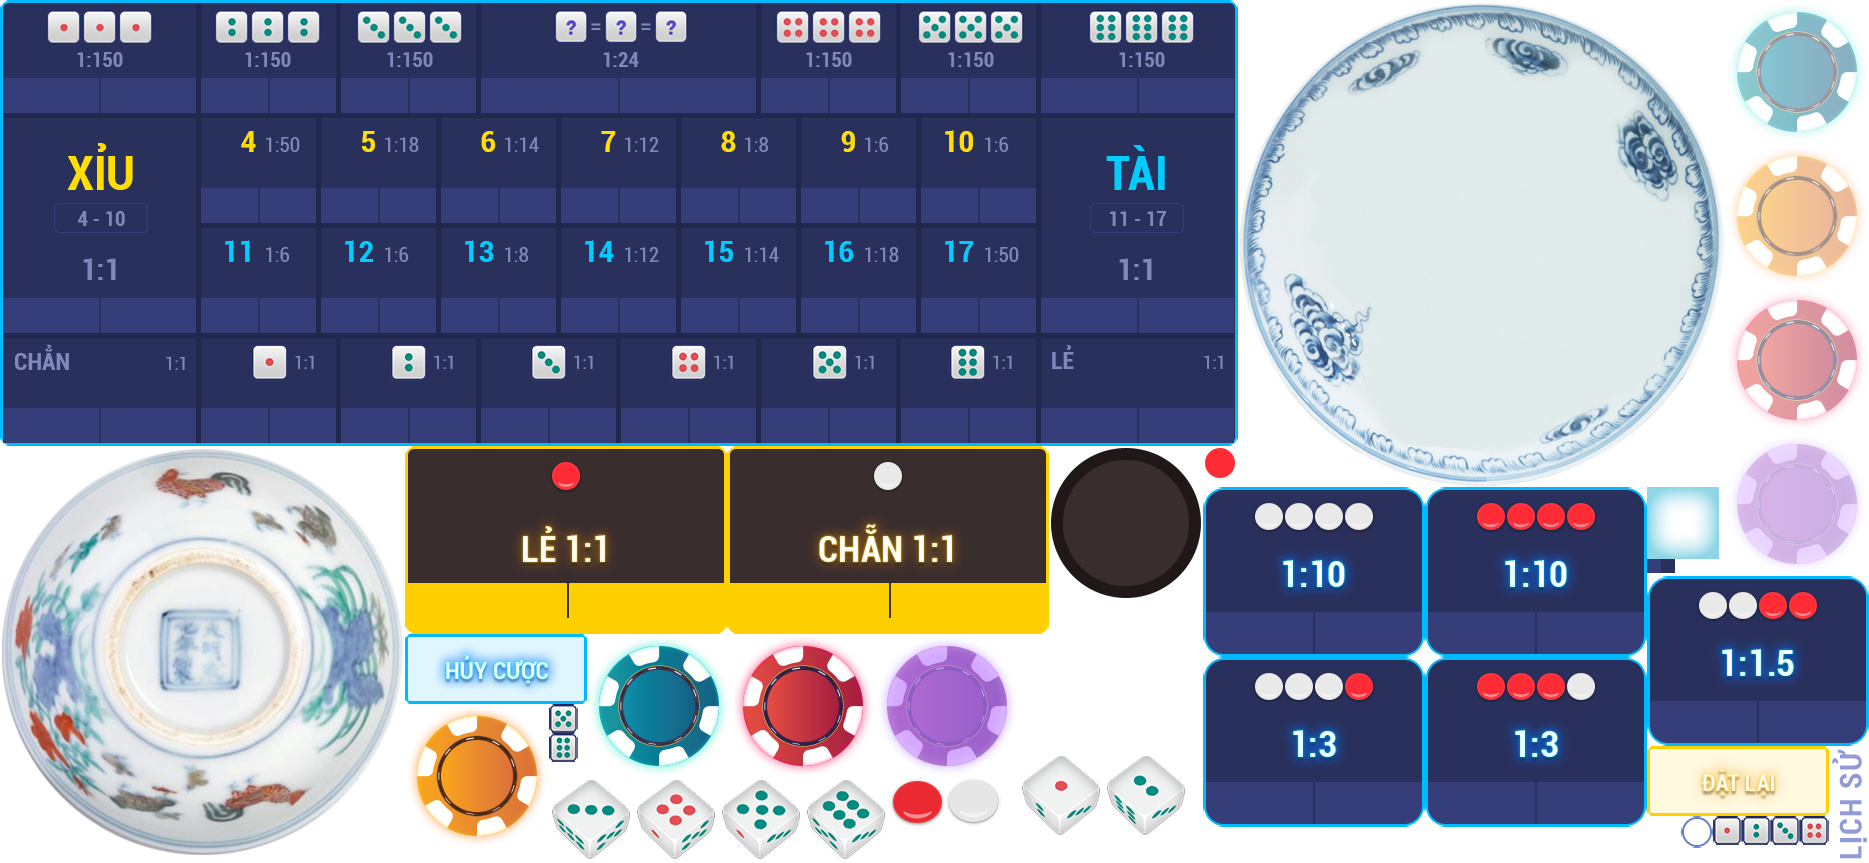 1:150 1:150 1:150 ? = ? = ? 1:24 1:150 1:150 1:150
XỈU
4 - 10
1:1
4 1:50 5 1:18 6 1:14 7 1:12 8 1:8 9 1:6 10 1:6
11 1:6 12 1:6 13 1:8 14 1:12 15 1:14 16 1:18 17 1:50
TÀI
11 - 17
1:1
CHẴN 1:1
1:1 1:1 1:1 1:1 1:1 1:1
LẺ 1:1
LẺ 1:1
CHẴN 1:1
HỦY CƯỢC
1:10
1:10
1:3
1:3
1:1.5
ĐẶT LẠI
LỊCH SỬ